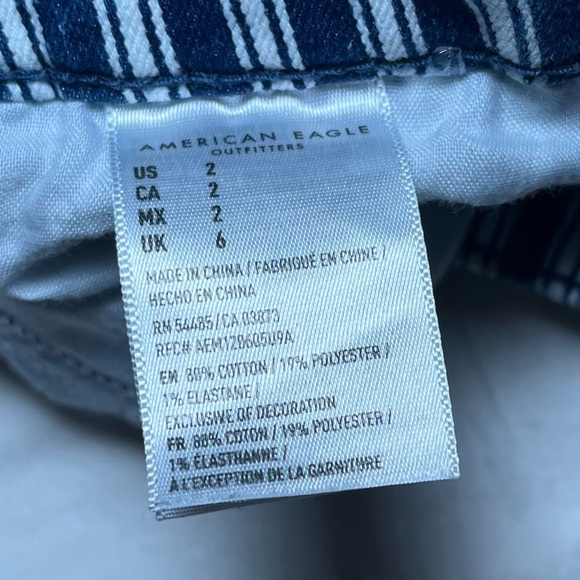 AMERICAN EAGLE
OUTFITTERS
US 2
CA 2
MX 2
UK 6
MADE IN CHINA / FABRIQUÉ EN CHINE /
HECHO EN CHINA
RN 54485/CA 03873
RFC# AEM120605U9A
EN 80% COTTON / 19% POLYESTER /
1% ELASTANE /
EXCLUSIVE OF DECORATION
FR 80% COTON / 19% POLYESTER /
1% ÉLASTHANNE /
À L'EXCEPTION DE LA GARNITURE